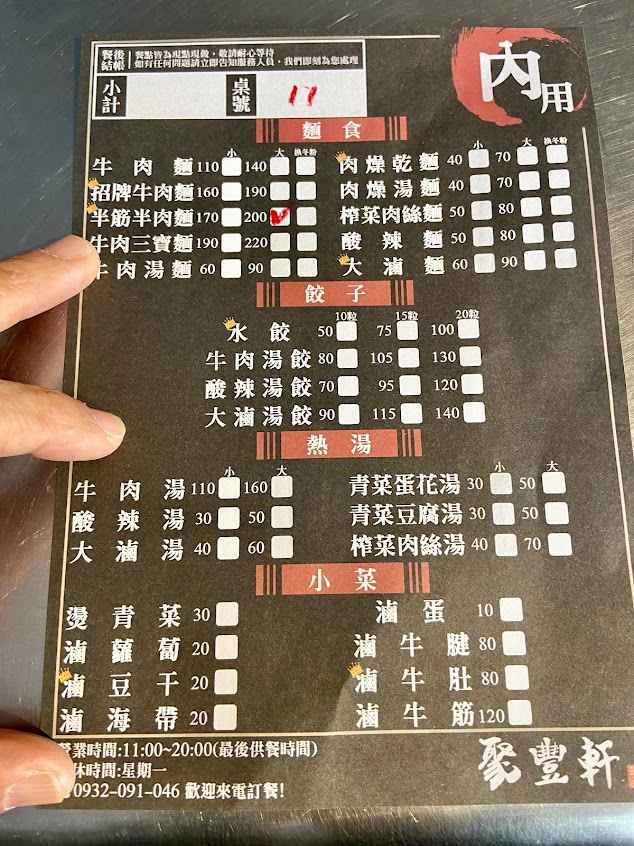 餐後結帳
餐點皆為現點現做，敬請耐心等待
如有任何問題請立即告知服務人員，我們即刻為您處理
內用
小計 桌號 17
麵食
小 大 換冬粉
牛肉麵 110 140
招牌牛肉麵 160 190
半筋半肉麵 170 200 ✓
牛肉三寶麵 190 220
牛肉湯麵 60 90
小 大 換冬粉
肉燥乾麵 40 70
肉燥湯麵 40 70
榨菜肉絲麵 50 80
酸辣麵 50 80
大滷麵 60 90
餃子
10粒 15粒 20粒
水餃 50 75 100
牛肉湯餃 80 105 130
酸辣湯餃 70 95 120
大滷湯餃 90 115 140
熱湯
小 大
牛肉湯 110 160
酸辣湯 30 50
大滷湯 40 60
小 大
青菜蛋花湯 30 50
青菜豆腐湯 30 50
榨菜肉絲湯 40 70
小菜
燙青菜 30
滷蘿蔔 20
滷豆干 20
滷海帶 20
滷蛋 10
滷牛腱 80
滷牛肚 80
滷牛筋 120
營業時間:11:00~20:00(最後供餐時間)
休時間:星期一
0932-091-046 歡迎來電訂餐!
聚豐軒